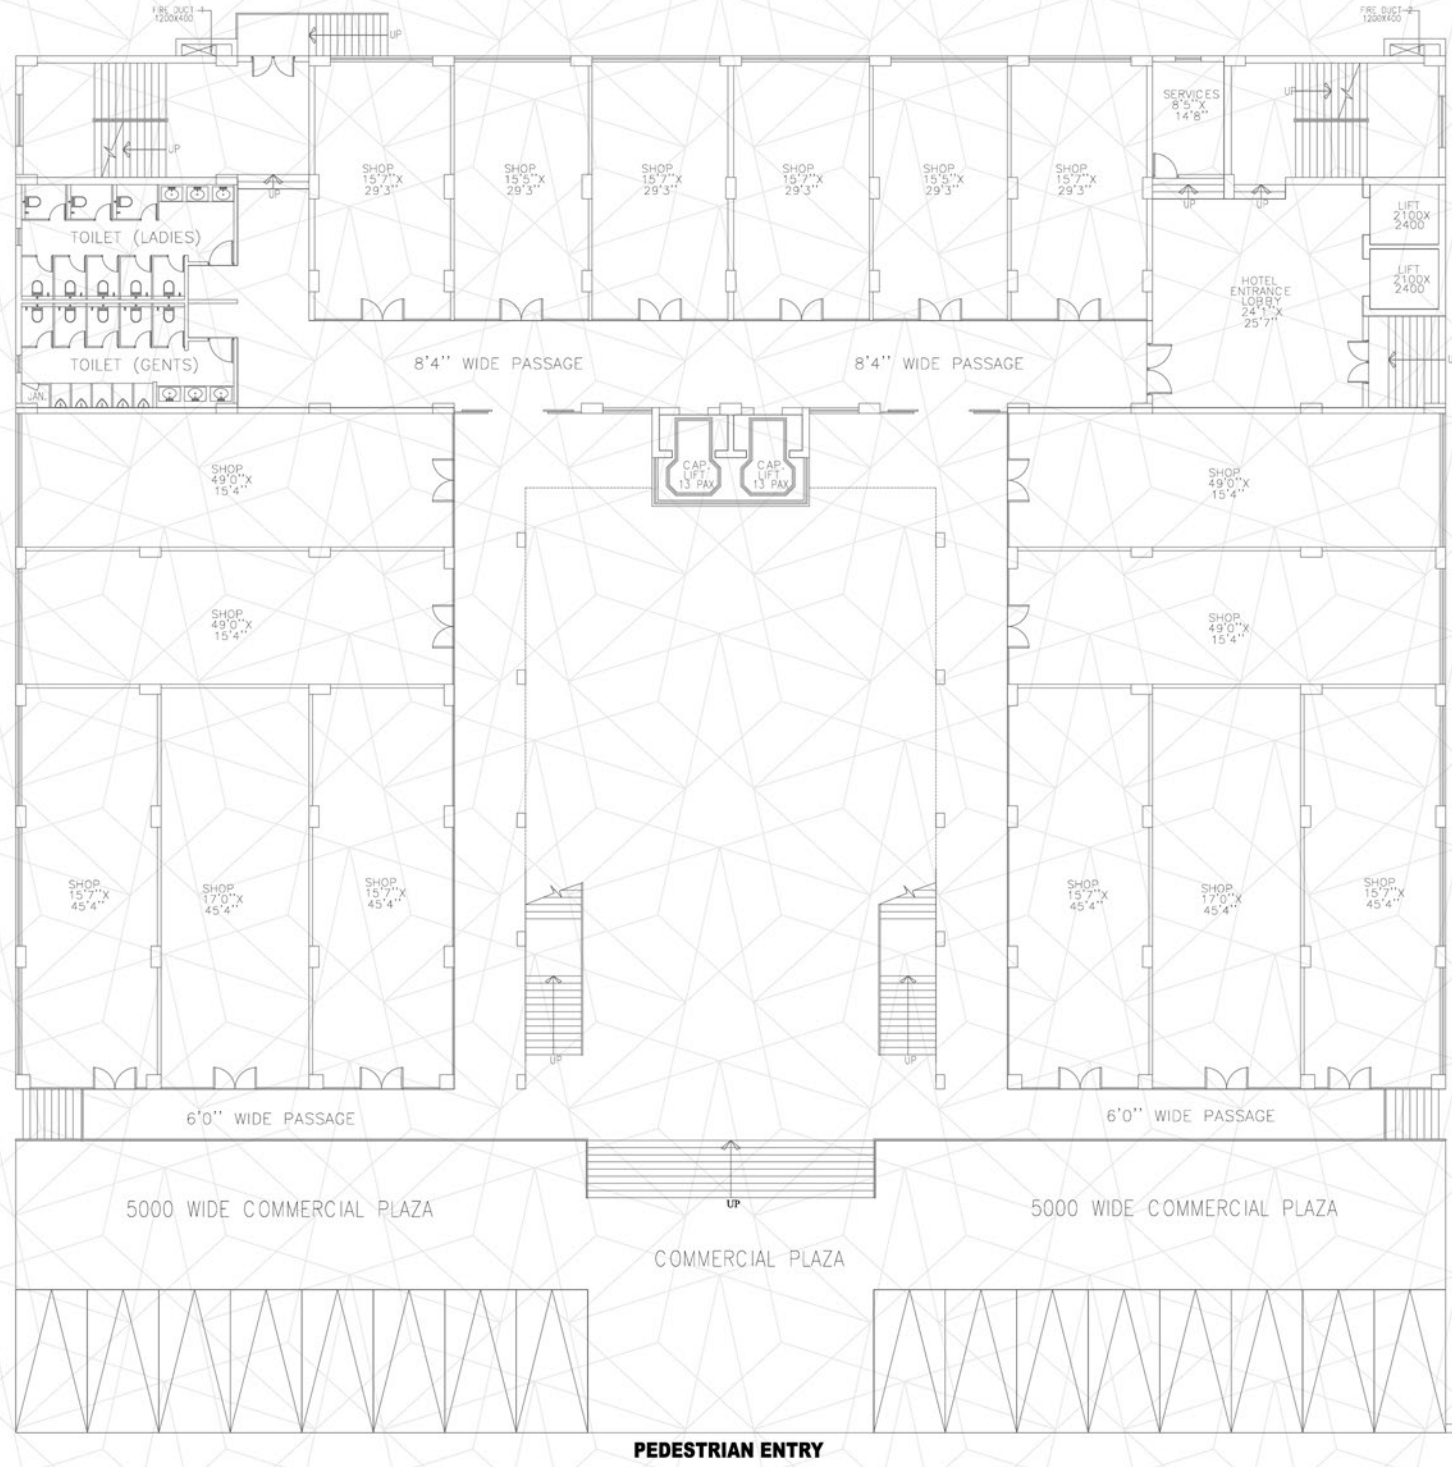 FIRE DUCT-1
1200X400
FIRE DUCT-2
1200X400
UP
UP
UP
SERVICES
8'5"X
14'8"
UP
SHOP
15'7"X
29'3"
SHOP
15'5"X
29'3"
SHOP
15'7"X
29'3"
SHOP
15'7"X
29'3"
SHOP
15'5"X
29'3"
SHOP
15'7"X
29'3"
UP
UP
LIFT
2100X
2400
LIFT
2100X
2400
TOILET (LADIES)
HOTEL
ENTRANCE
LOBBY
24'1"X
25'7"
TOILET (GENTS)
JAN.
8'4" WIDE PASSAGE
8'4" WIDE PASSAGE
SHOP
49'0"X
15'4"
CAP.
LIFT
13 PAX
CAP.
LIFT
13 PAX
SHOP
49'0"X
15'4"
SHOP
49'0"X
15'4"
SHOP
49'0"X
15'4"
SHOP
15'7"X
45'4"
SHOP
17'0"X
45'4"
SHOP
15'7"X
45'4"
SHOP
15'7"X
45'4"
SHOP
17'0"X
45'4"
SHOP
15'7"X
45'4"
UP
UP
6'0" WIDE PASSAGE
6'0" WIDE PASSAGE
UP
5000 WIDE COMMERCIAL PLAZA
5000 WIDE COMMERCIAL PLAZA
COMMERCIAL PLAZA
PEDESTRIAN ENTRY